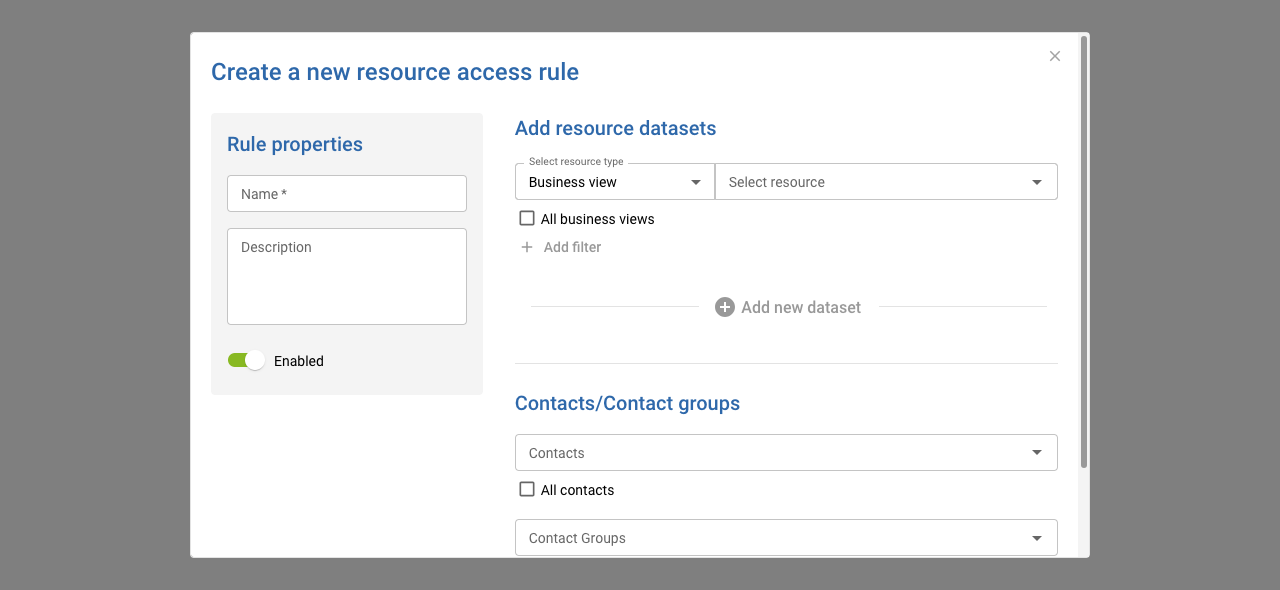 Create a new resource access rule
Rule properties
Name *
Description
Enabled
Add resource datasets
Select resource type
Business view
Select resource
All business views
Add filter
Add new dataset
Contacts/Contact groups
Contacts
All contacts
Contact Groups